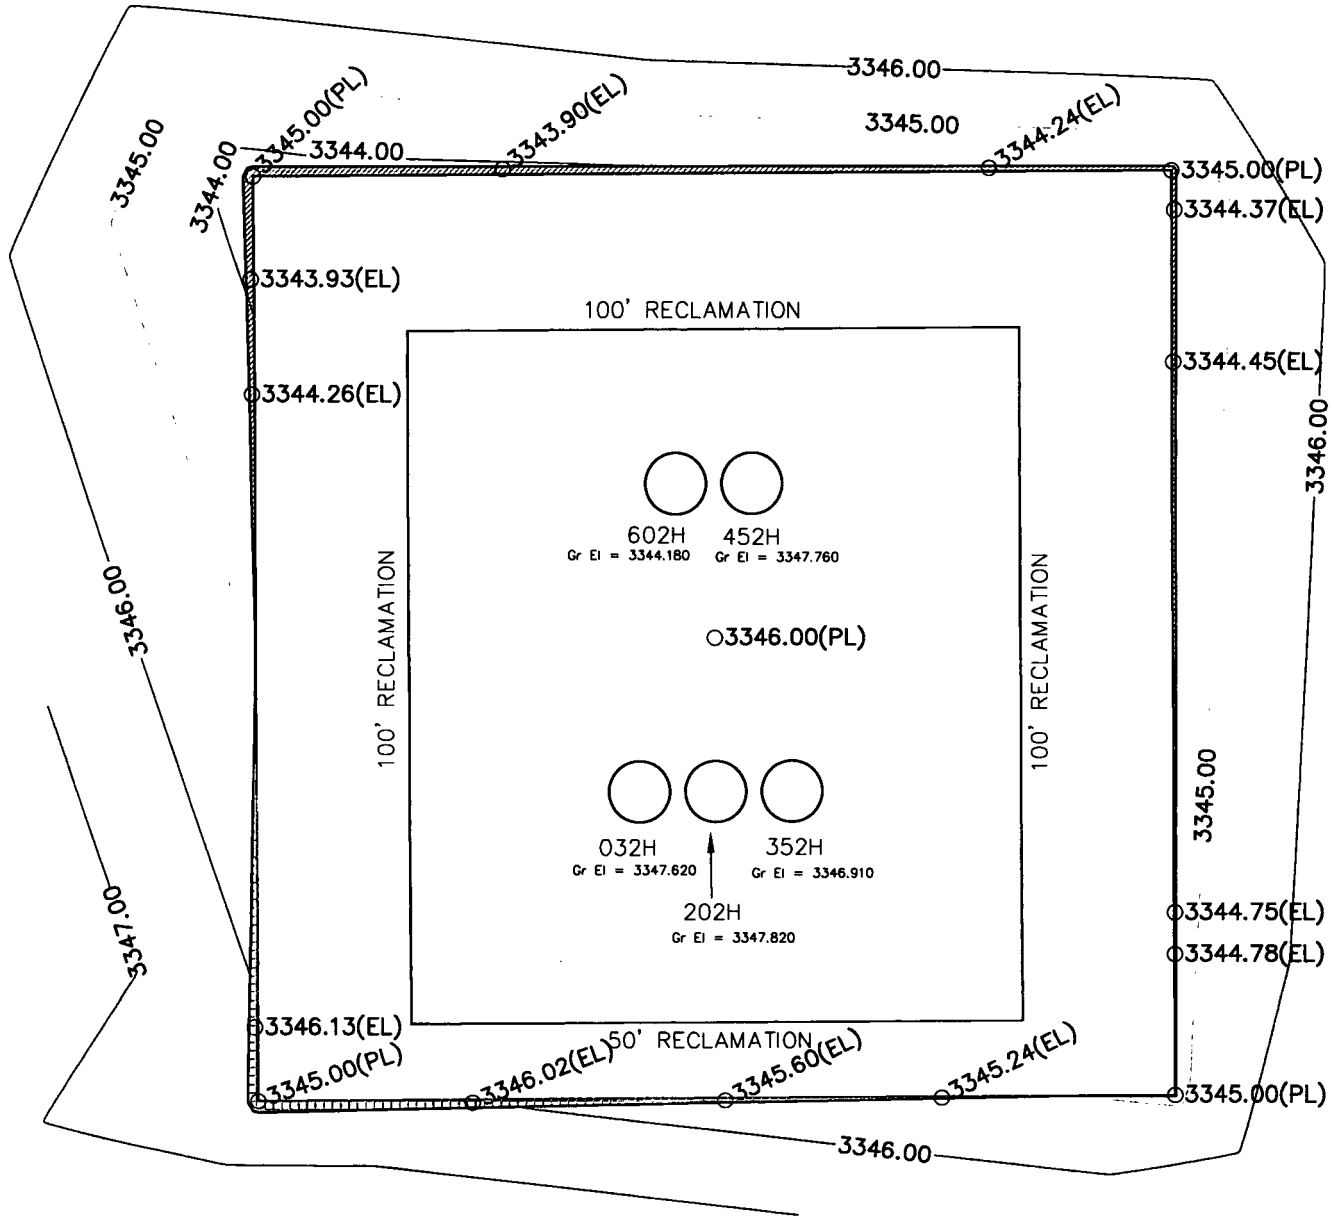 3346.00
3345.00(PL)
3343.90(EL)
3344.24(EL)
3345.00
3345.00
3344.00
3344.00
3345.00(PL)
3344.37(EL)
3343.93(EL)
100' RECLAMATION
3344.45(EL)
3344.26(EL)
3346.00
602H
Gr El = 3344.180
452H
Gr El = 3347.760
100' RECLAMATION
100' RECLAMATION
3346.00
3346.00(PL)
3345.00
032H
Gr El = 3347.620
352H
Gr El = 3346.910
202H
Gr El = 3347.820
3347.00
3344.75(EL)
3344.78(EL)
3346.13(EL)
50' RECLAMATION
3345.00(PL)
3346.02(EL)
3345.60(EL)
3345.24(EL)
3345.00(PL)
3346.00